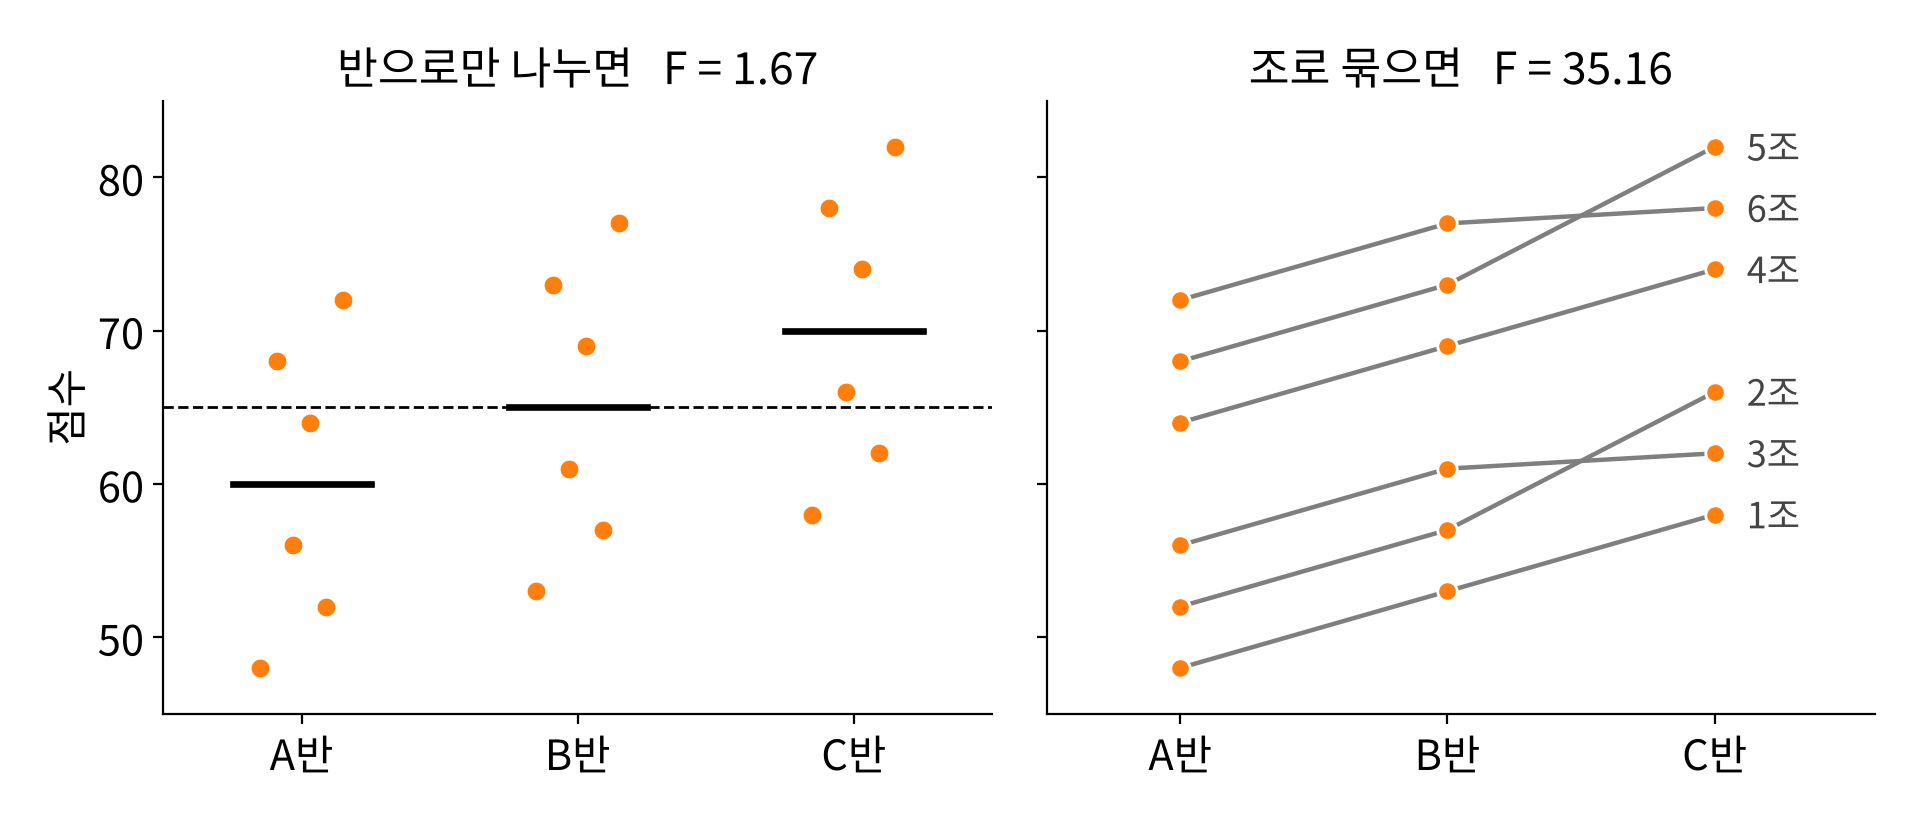 반으로만 나누면 F = 1.67
점수
80
70
60
50
A반 B반 C반
조로 묶으면 F = 35.16
5조
6조
4조
2조
3조
1조
A반 B반 C반